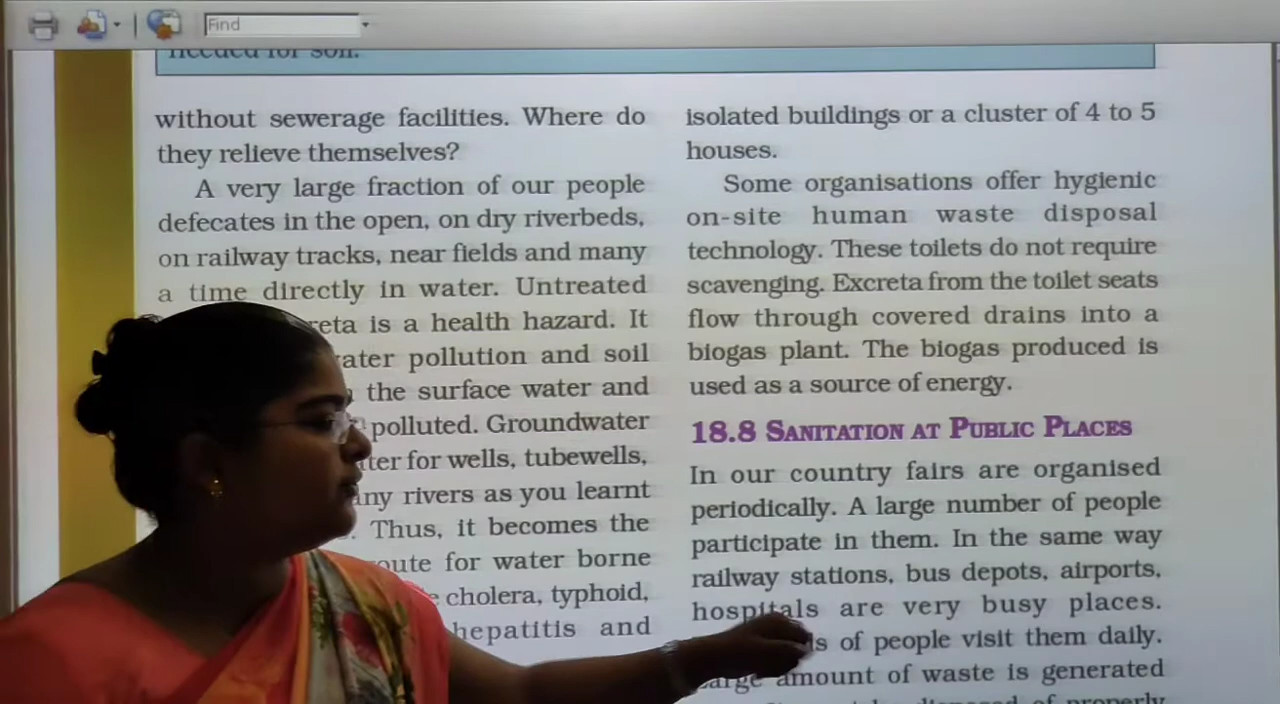 Find
needed for soil.
without sewerage facilities. Where do
they relieve themselves?
A very large fraction of our people
defecates in the open, on dry riverbeds,
on railway tracks, near fields and many
a time directly in water. Untreated
is a health hazard. It
pollution and soil
the surface water and
polluted. Groundwater
for wells, tubewells,
rivers as you learnt
Thus, it becomes the
for water borne
cholera, typhoid,
hepatitis and
isolated buildings or a cluster of 4 to 5
houses.
Some organisations offer hygienic
on-site human waste disposal
technology. These toilets do not require
scavenging. Excreta from the toilet seats
flow through covered drains into a
biogas plant. The biogas produced is
used as a source of energy.
18.8 SANITATION AT PUBLIC PLACES
In our country fairs are organised
periodically. A large number of people
participate in them. In the same way
railway stations, bus depots, airports,
hospitals are very busy places.
of people visit them daily.
Large amount of waste is generated
disposed of properly